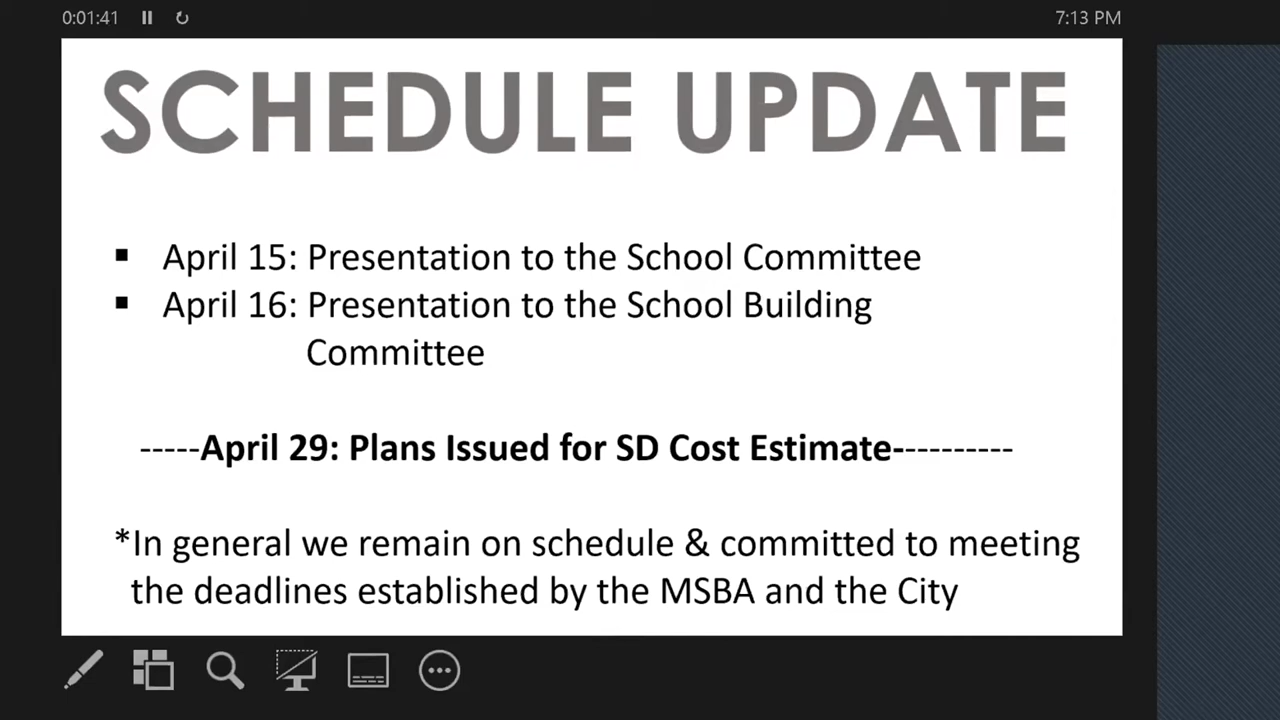 0:01:41
7:13 PM
SCHEDULE UPDATE
▪ April 15: Presentation to the School Committee
▪ April 16: Presentation to the School Building
Committee
-----April 29: Plans Issued for SD Cost Estimate----------
*In general we remain on schedule & committed to meeting
the deadlines established by the MSBA and the City